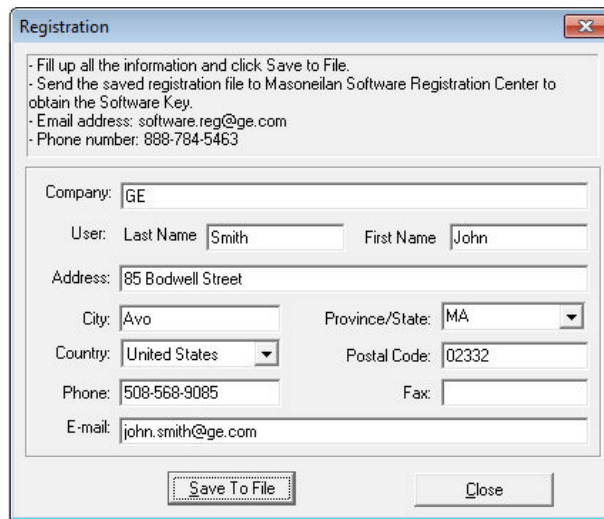 Registration
- Fill up all the information and click Save to File.
- Send the saved registration file to Masoneilan Software Registration Center to
obtain the Software Key.
- Email address: software.reg@ge.com
- Phone number: 888-784-5463
Company: GE
User: Last Name Smith First Name John
Address: 85 Bodwell Street
City: Avo Province/State: MA
Country: United States Postal Code: 02332
Phone: 508-568-9085 Fax:
E-mail: john.smith@ge.com
Save To File Close